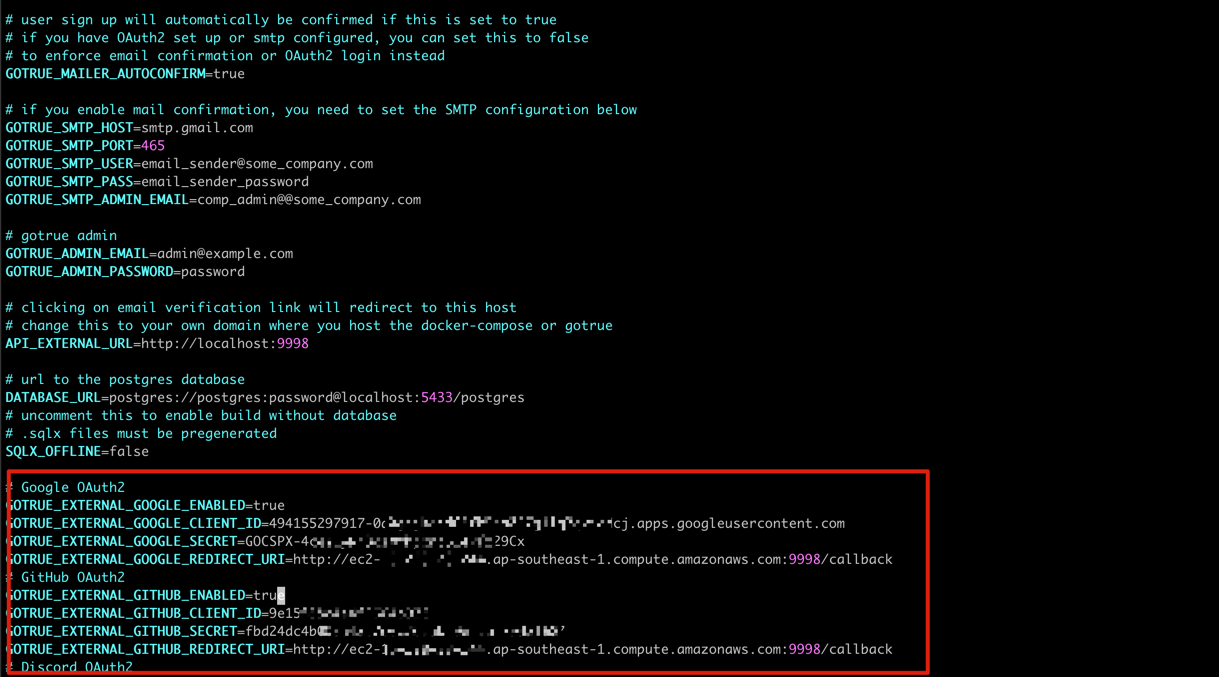 # user sign up will automatically be confirmed if this is set to true
# if you have OAuth2 set up or smtp configured, you can set this to false
# to enforce email confirmation or OAuth2 login instead
GOTRUE_MAILER_AUTOCONFIRM=true
# if you enable mail confirmation, you need to set the SMTP configuration below
GOTRUE_SMTP_HOST=smtp.gmail.com
GOTRUE_SMTP_PORT=465
GOTRUE_SMTP_USER=email_sender@some_company.com
GOTRUE_SMTP_PASS=email_sender_password
GOTRUE_SMTP_ADMIN_EMAIL=comp_admin@@some_company.com
# gotrue admin
GOTRUE_ADMIN_EMAIL=admin@example.com
GOTRUE_ADMIN_PASSWORD=password
# clicking on email verification link will redirect to this host
# change this to your own domain where you host the docker-compose or gotrue
API_EXTERNAL_URL=http://localhost:9998
# url to the postgres database
DATABASE_URL=postgres://postgres:password@localhost:5433/postgres
# uncomment this to enable build without database
# .sqlx files must be pregenerated
SQLX_OFFLINE=false
# Google OAuth2
GOTRUE_EXTERNAL_GOOGLE_ENABLED=true
GOTRUE_EXTERNAL_GOOGLE_CLIENT_ID=494155297917-0 cj.apps.googleusercontent.com
GOTRUE_EXTERNAL_GOOGLE_SECRET=GOCSPX-4 29Cx
GOTRUE_EXTERNAL_GOOGLE_REDIRECT_URI=http://ec2- .ap-southeast-1.compute.amazonaws.com:9998/callback
# GitHub OAuth2
GOTRUE_EXTERNAL_GITHUB_ENABLED=true
GOTRUE_EXTERNAL_GITHUB_CLIENT_ID=9e15
GOTRUE_EXTERNAL_GITHUB_SECRET=fbd24dc4b
GOTRUE_EXTERNAL_GITHUB_REDIRECT_URI=http://ec2- .ap-southeast-1.compute.amazonaws.com:9998/callback
# Discord OAuth2